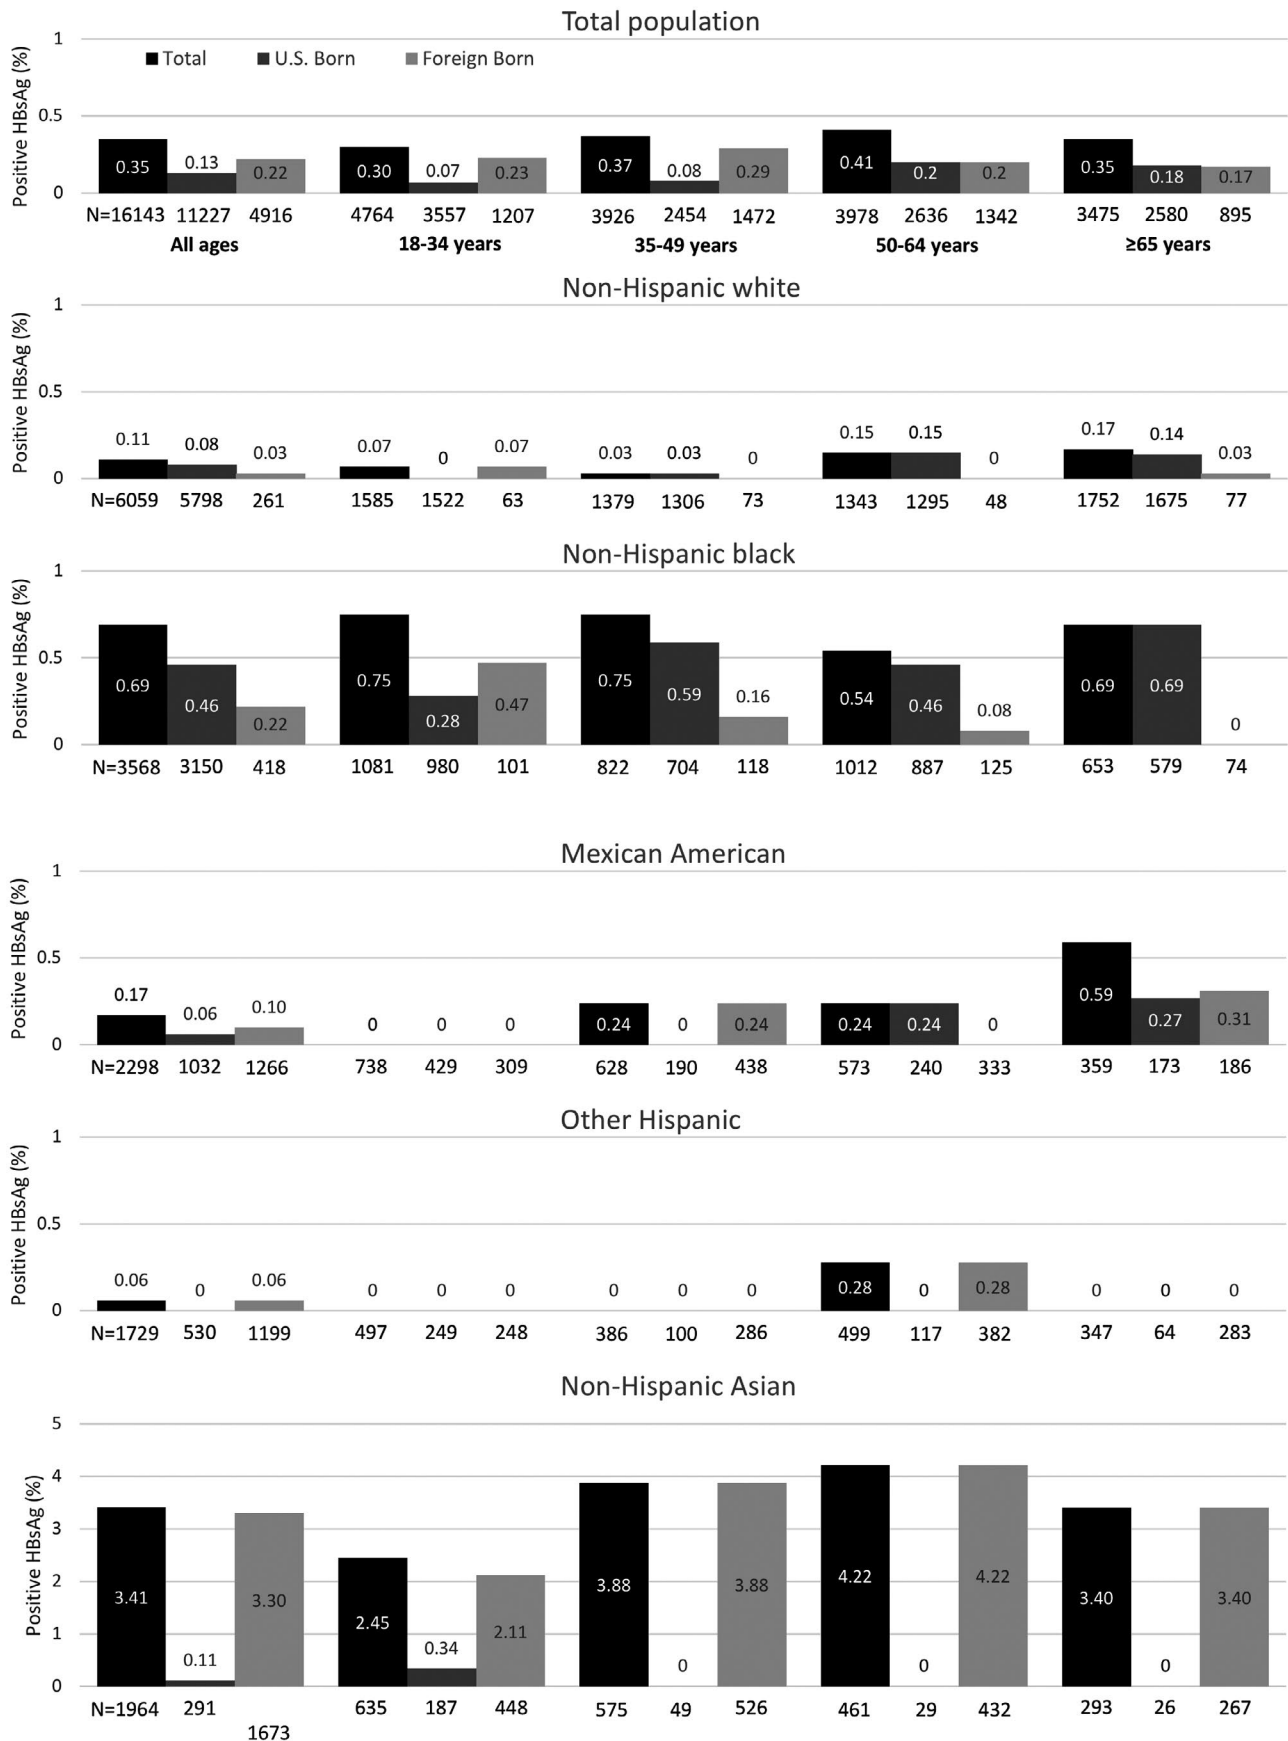 Total population
Positive HBsAg (%)
1
Total U.S. Born Foreign Born
0.5
0.35 0.13 0.22 0.30 0.07 0.23 0.37 0.08 0.29 0.41 0.2 0.2 0.35 0.18 0.17
0
N=16143 11227 4916 4764 3557 1207 3926 2454 1472 3978 2636 1342 3475 2580 895
All ages 18-34 years 35-49 years 50-64 years ≥65 years
Non-Hispanic white
Positive HBsAg (%)
1
0.5
0.11 0.08 0.03 0.07 0 0.07 0.03 0.03 0 0.15 0.15 0 0.17 0.14 0.03
0
N=6059 5798 261 1585 1522 63 1379 1306 73 1343 1295 48 1752 1675 77
Non-Hispanic black
Positive HBsAg (%)
1
0.5
0.69 0.46 0.22 0.75 0.28 0.47 0.75 0.59 0.16 0.54 0.46 0.08 0.69 0.69 0
0
N=3568 3150 418 1081 980 101 822 704 118 1012 887 125 653 579 74
Mexican American
Positive HBsAg (%)
1
0.5
0.17 0.06 0.10 0 0 0 0.24 0 0.24 0.24 0.24 0 0.59 0.27 0.31
0
N=2298 1032 1266 738 429 309 628 190 438 573 240 333 359 173 186
Other Hispanic
Positive HBsAg (%)
1
0.5
0.06 0 0.06 0 0 0 0 0 0 0.28 0 0.28 0 0 0
0
N=1729 530 1199 497 249 248 386 100 286 499 117 382 347 64 283
Non-Hispanic Asian
Positive HBsAg (%)
5
4
3
2
1
3.41 0.11 3.30 2.45 0.34 2.11 3.88 0 3.88 4.22 0 4.22 3.40 0 3.40
0
N=1964 291 1673 635 187 448 575 49 526 461 29 432 293 26 267